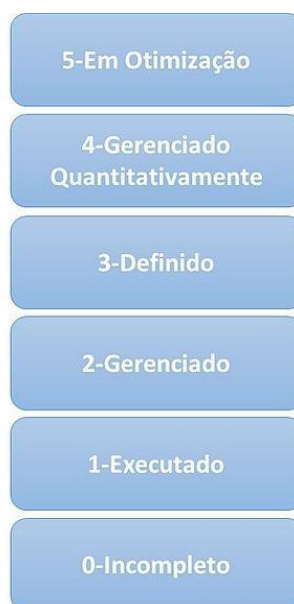 5-Em Otimização
4-Gerenciado
Quantitativamente
3-Definido
2-Gerenciado
1-Executado
0-Incompleto